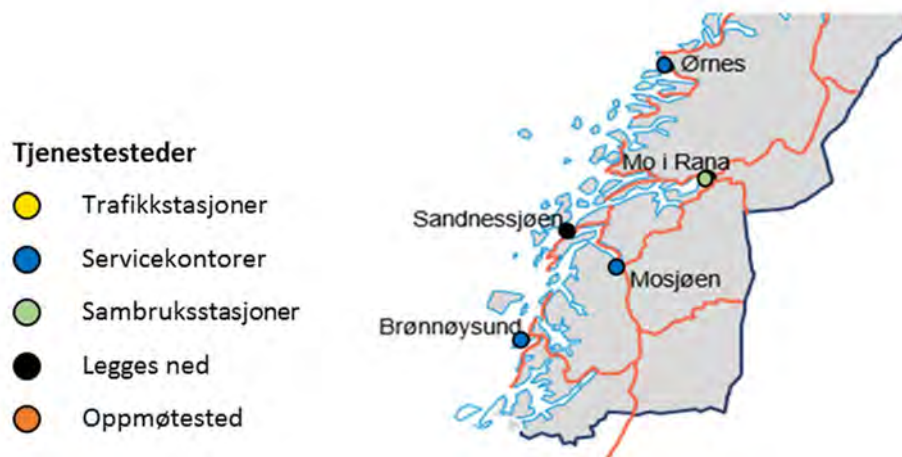 Tjenestesteder
Trafikkstasjoner
Servicekontorer
Sambruksstasjoner
Legges ned
Oppmøtested
Ørnes
Mo i Rana
Sandnessjøen
Mosjøen
Brønnøysund